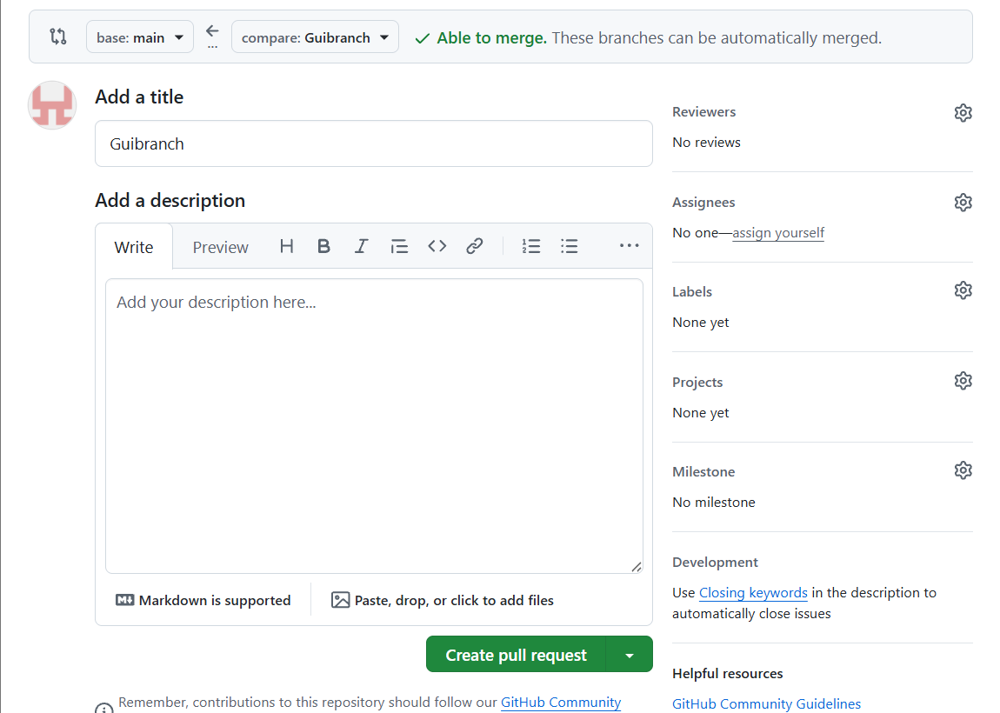 base: main
...
compare: Guibranch
Able to merge. These branches can be automatically merged.
Add a title
Guibranch
Add a description
Write
Preview
H
B
I
Add your description here...
Markdown is supported
Paste, drop, or click to add files
Create pull request
Remember, contributions to this repository should follow our GitHub Community
Reviewers
No reviews
Assignees
No one—assign yourself
Labels
None yet
Projects
None yet
Milestone
No milestone
Development
Use Closing keywords in the description to
automatically close issues
Helpful resources
GitHub Community Guidelines